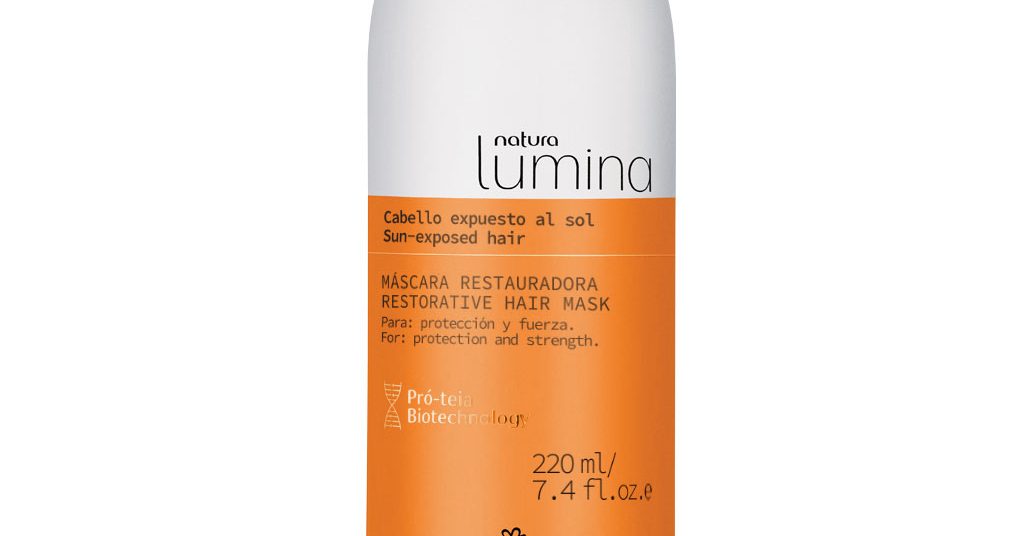 natura
lumina
Cabello expuesto al sol
Sun-exposed hair
MÁSCARA RESTAURADORA
RESTORATIVE HAIR MASK
Para: protección y fuerza.
For: protection and strength.
Pró-teia
Biotechnology
220 ml/
7.4 fl.oz.e